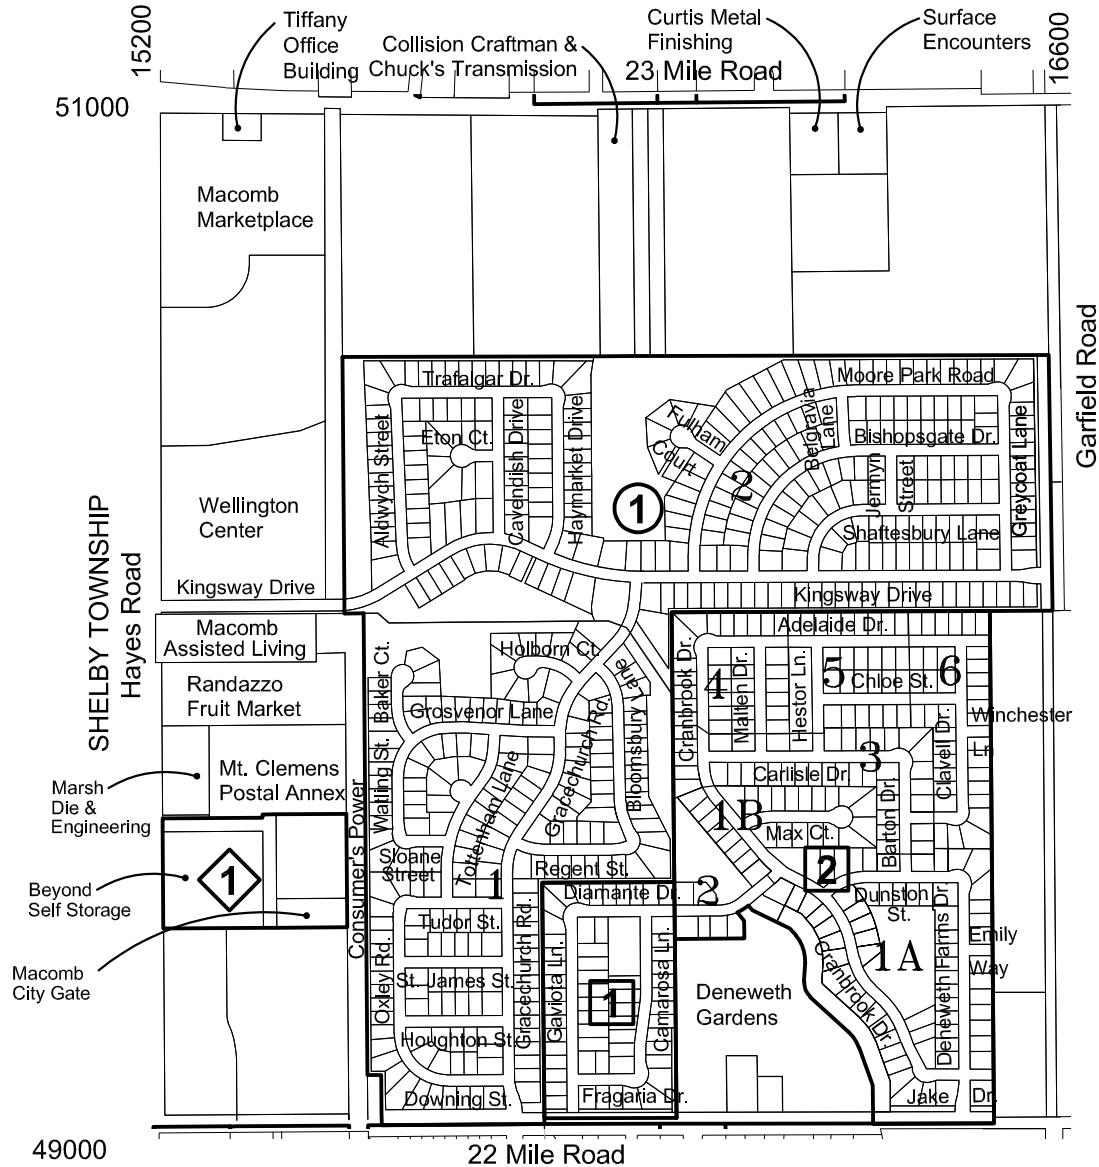 15200
Tiffany
Office
Building
Collision Craftman &
Chuck's Transmission
Curtis Metal
Finishing
Surface
Encounters
16600
23 Mile Road
51000
Macomb
Marketplace
Garfield Road
Moore Park Road
Trafalgar Dr.
Aldwych Street
Eton Ct.
Cavendish Drive
Haymarket Drive
Fulham
Court
2
Belgravia
Lane
Bishopsgate Dr.
Jermyn
Street
Greycoat Lane
Shaftesbury Lane
1
Wellington
Center
SHELBY TOWNSHIP
Hayes Road
Kingsway Drive
Kingsway Drive
Macomb
Assisted Living
Adelaide Dr.
Holborn Ct.
Randazzo
Fruit Market
Baker Ct.
Grosvenor Lane
Cranbrook Dr.
4
Malten Dr.
Hestor Ln.
5
Chloe St.
6
Winchester
Ln.
Clavell Dr.
3
Carlisle Dr.
Barton Dr.
1B
Max Ct.
2
Dunston
St.
Marsh
Die &
Engineering
Mt. Clemens
Postal Annex
Consumer's Power
Watling St.
Tottenham Lane
Gracechurch Rd.
Bloomsbury Lane
Sloane
Street
1
Regent St.
Diamante Dr.
2
1
Beyond
Self Storage
Macomb
City Gate
Tudor St.
Oxley Rd.
St. James St.
Gracechurch Rd.
Gaviota Ln.
1
Camarosa Ln.
Houghton St.
Downing St.
Fragaria Dr.
Deneweth
Gardens
Cranbrook Dr.
1A
Deneweth Farms Dr.
Emily
Way
Jake Dr.
49000
22 Mile Road